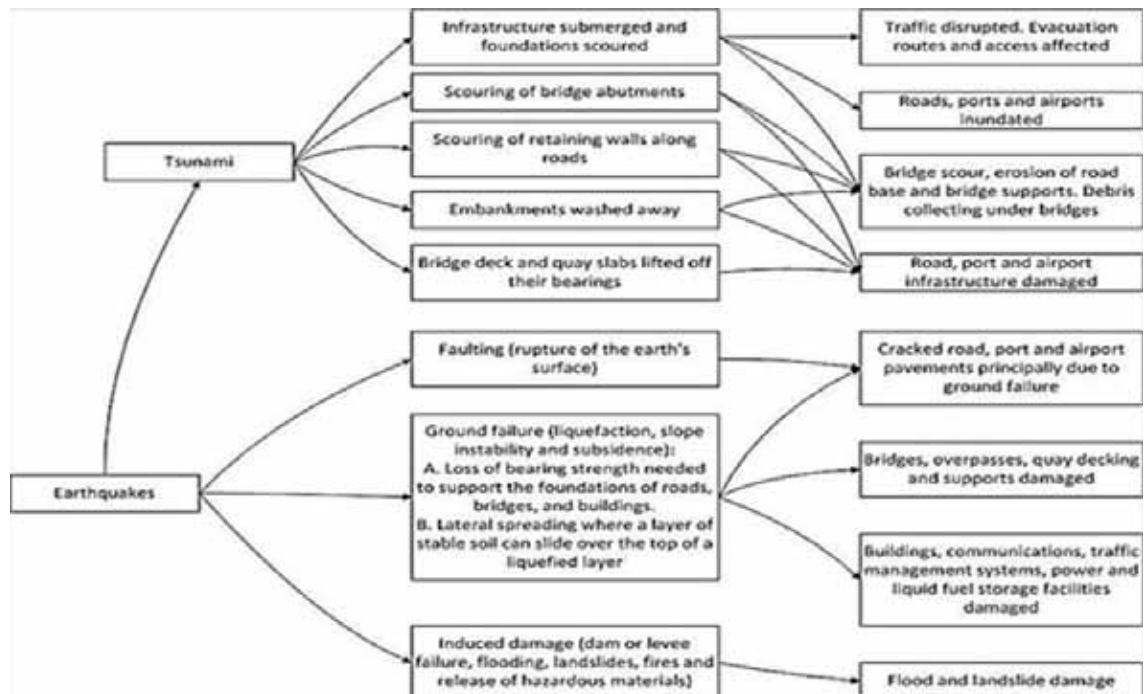 Infrastructure submerged and
foundations scoured
Traffic disrupted. Evacuation
routes and access affected
Scouring of bridge abutments
Roads, ports and airports
inundated
Tsunami
Scouring of retaining walls along
roads
Bridge scour, erosion of road
base and bridge supports. Debris
collecting under bridges
Embankments washed away
Bridge deck and quay slabs lifted off
their bearings
Road, port and airport
infrastructure damaged
Faulting (rupture of the earth's
surface)
Cracked road, port and airport
pavements principally due to
ground failure
Earthquakes
Ground failure (liquefaction, slope
instability and subsidence):
A. Loss of bearing strength needed
to support the foundations of roads,
bridges, and buildings.
B. Lateral spreading where a layer of
stable soil can slide over the top of a
liquefied layer
Bridges, overpasses, quay decking
and supports damaged
Buildings, communications, traffic
management systems, power and
liquid fuel storage facilities
damaged
Induced damage (dam or levee
failure, flooding, landslides, fires and
release of hazardous materials)
Flood and landslide damage